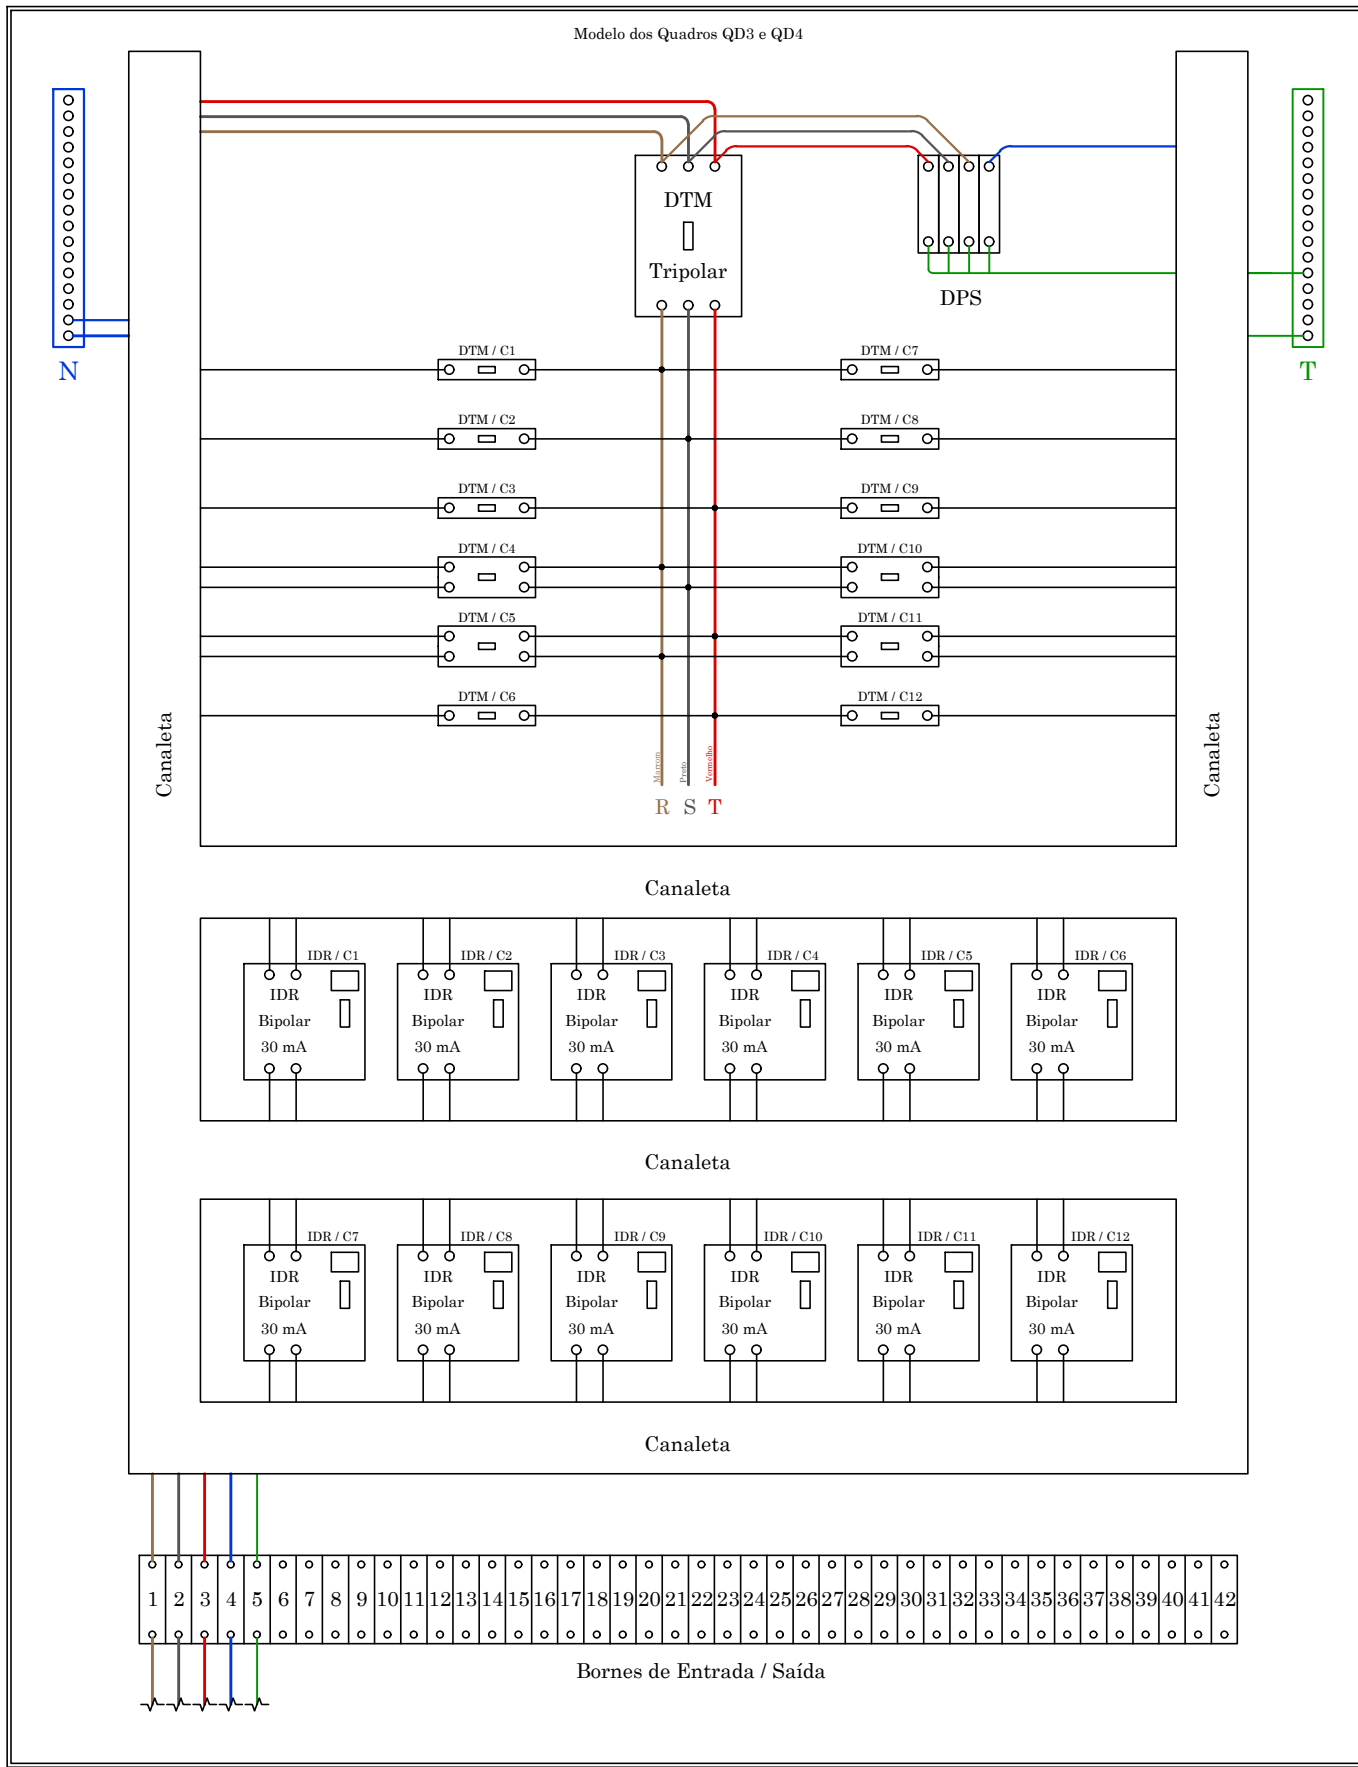 Modelo dos Quadros QD3 e QD4
DTM
Tripolar
DPS
N
T
DTM / C1
DTM / C7
DTM / C2
DTM / C8
DTM / C3
DTM / C9
DTM / C4
DTM / C10
DTM / C5
DTM / C11
DTM / C6
DTM / C12
Canaleta
Canaleta
Marrom
Preto
Vermelho
R S T
Canaleta
IDR / C1
IDR
Bipolar
30 mA
IDR / C2
IDR
Bipolar
30 mA
IDR / C3
IDR
Bipolar
30 mA
IDR / C4
IDR
Bipolar
30 mA
IDR / C5
IDR
Bipolar
30 mA
IDR / C6
IDR
Bipolar
30 mA
Canaleta
IDR / C7
IDR
Bipolar
30 mA
IDR / C8
IDR
Bipolar
30 mA
IDR / C9
IDR
Bipolar
30 mA
IDR / C10
IDR
Bipolar
30 mA
IDR / C11
IDR
Bipolar
30 mA
IDR / C12
IDR
Bipolar
30 mA
Canaleta
1 2 3 4 5 6 7 8 9 10 11 12 13 14 15 16 17 18 19 20 21 22 23 24 25 26 27 28 29 30 31 32 33 34 35 36 37 38 39 40 41 42
Bornes de Entrada / Saída